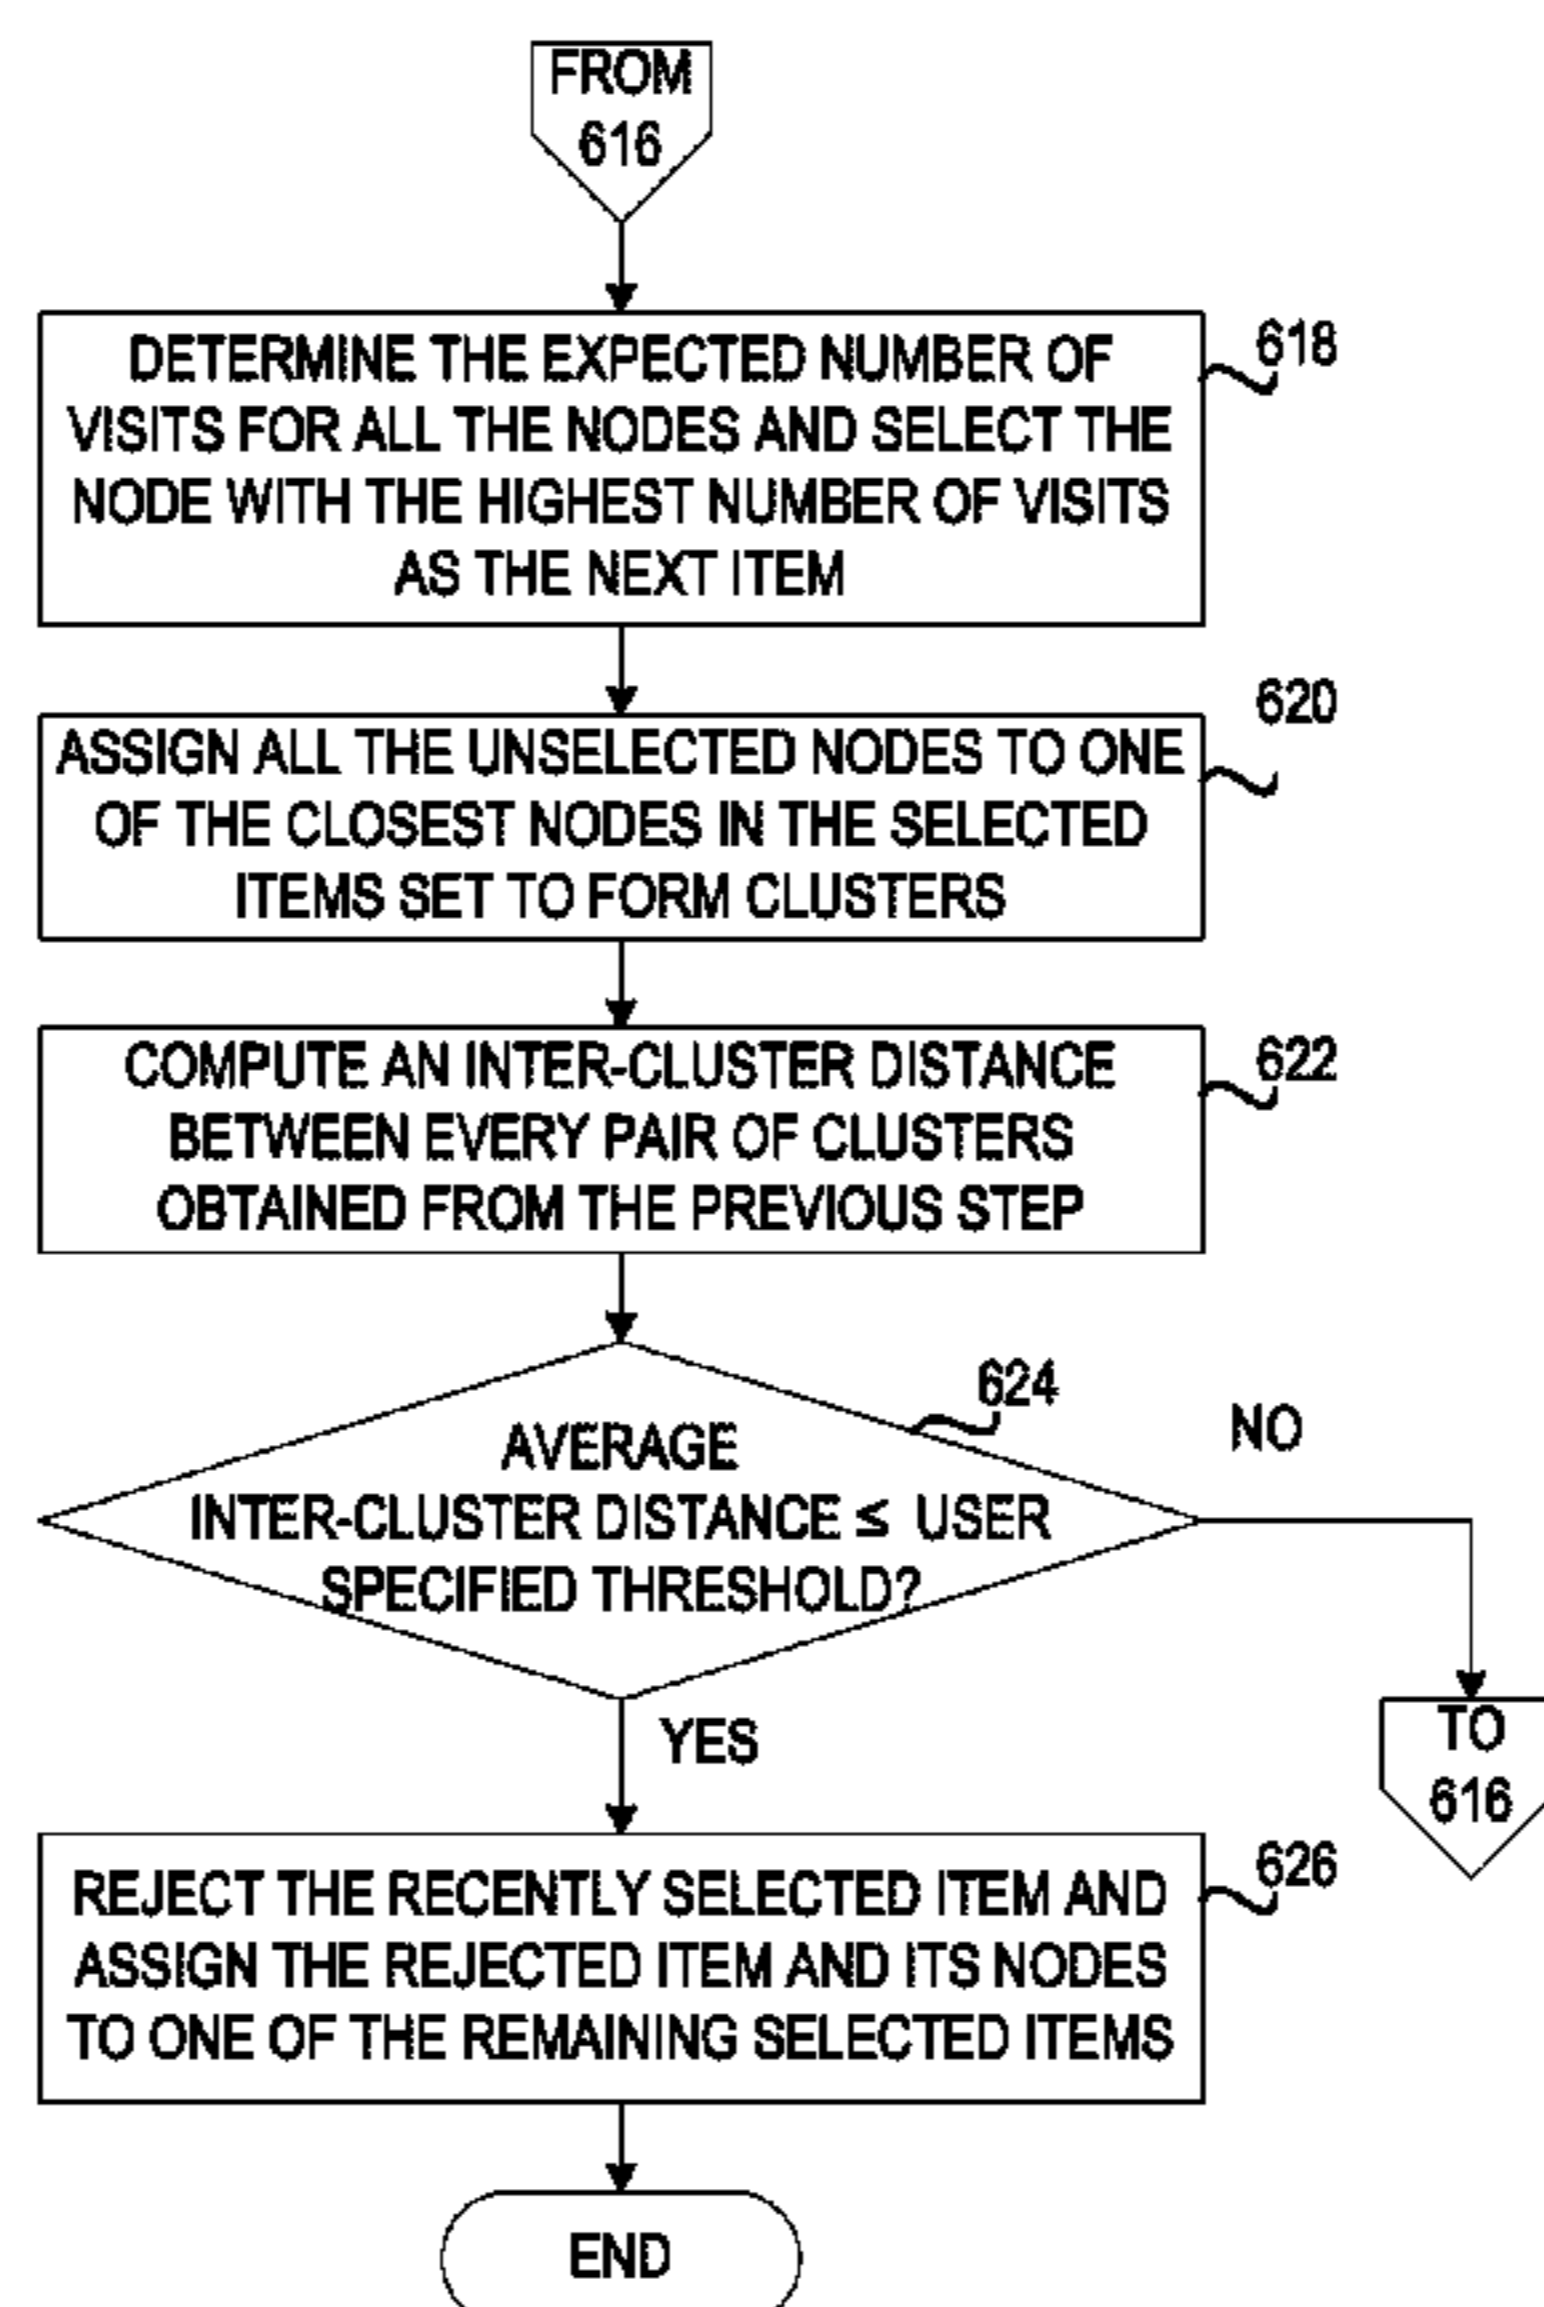 FROM
616
DETERMINE THE EXPECTED NUMBER OF
VISITS FOR ALL THE NODES AND SELECT THE
NODE WITH THE HIGHEST NUMBER OF VISITS
AS THE NEXT ITEM
618
ASSIGN ALL THE UNSELECTED NODES TO ONE
OF THE CLOSEST NODES IN THE SELECTED
ITEMS SET TO FORM CLUSTERS
620
COMPUTE AN INTER-CLUSTER DISTANCE
BETWEEN EVERY PAIR OF CLUSTERS
OBTAINED FROM THE PREVIOUS STEP
622
AVERAGE
INTER-CLUSTER DISTANCE ≤ USER
SPECIFIED THRESHOLD?
624
NO
YES
TO
616
REJECT THE RECENTLY SELECTED ITEM AND
ASSIGN THE REJECTED ITEM AND ITS NODES
TO ONE OF THE REMAINING SELECTED ITEMS
626
END